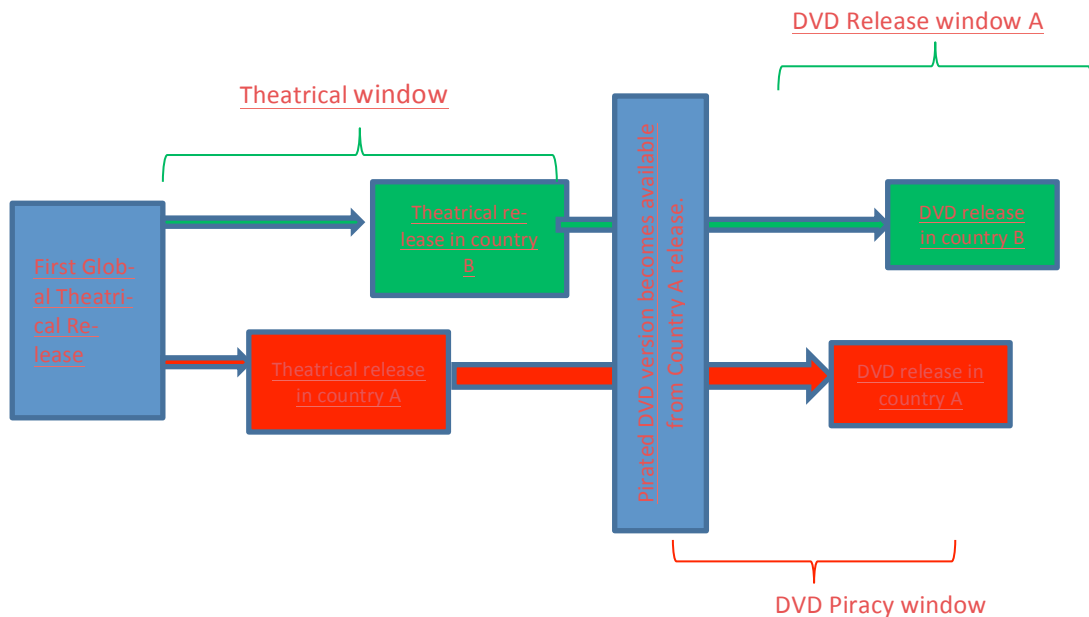 DVD Release window A
Theatrical window
Theatrical re-
lease in country
B
DVD release
in country B
First Glob-
al Theatri-
cal Re-
lease
Pirated DVD version becomes available
from Country A release,
Theatrical release
in country A
DVD release in
country A
DVD Piracy window